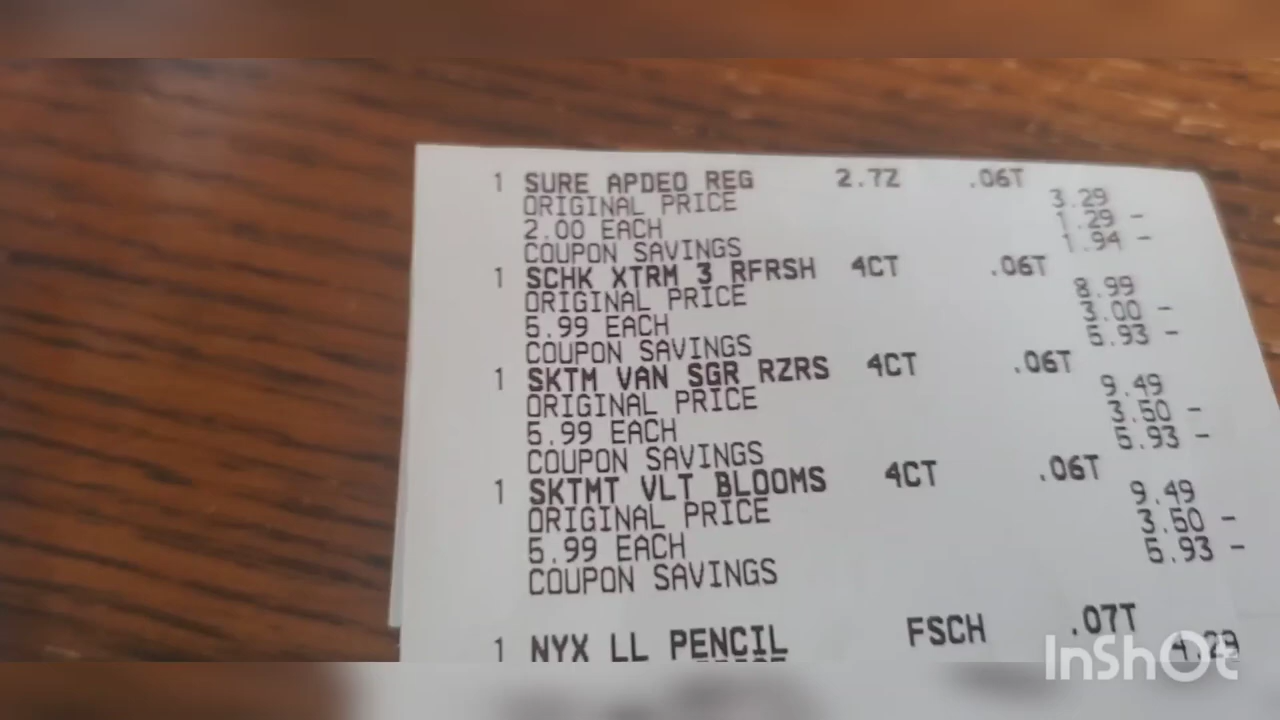 1 SURE APDEO REG 2.7Z .06T
ORIGINAL PRICE 3.29
2.00 EACH 1.29 -
COUPON SAVINGS 1.94 -
1 SCHK XTRM 3 RFRSH 4CT .06T
ORIGINAL PRICE 8.99
5.99 EACH 3.00 -
COUPON SAVINGS 5.93 -
1 SKTM VAN SGR RZRS 4CT .06T
ORIGINAL PRICE 9.49
5.99 EACH 3.50 -
COUPON SAVINGS 5.93 -
1 SKTMT VLT BLOOMS 4CT .06T
ORIGINAL PRICE 9.49
5.99 EACH 3.50 -
COUPON SAVINGS 5.93 -
1 NYX LL PENCIL FSCH .07T
4.29
InShOt